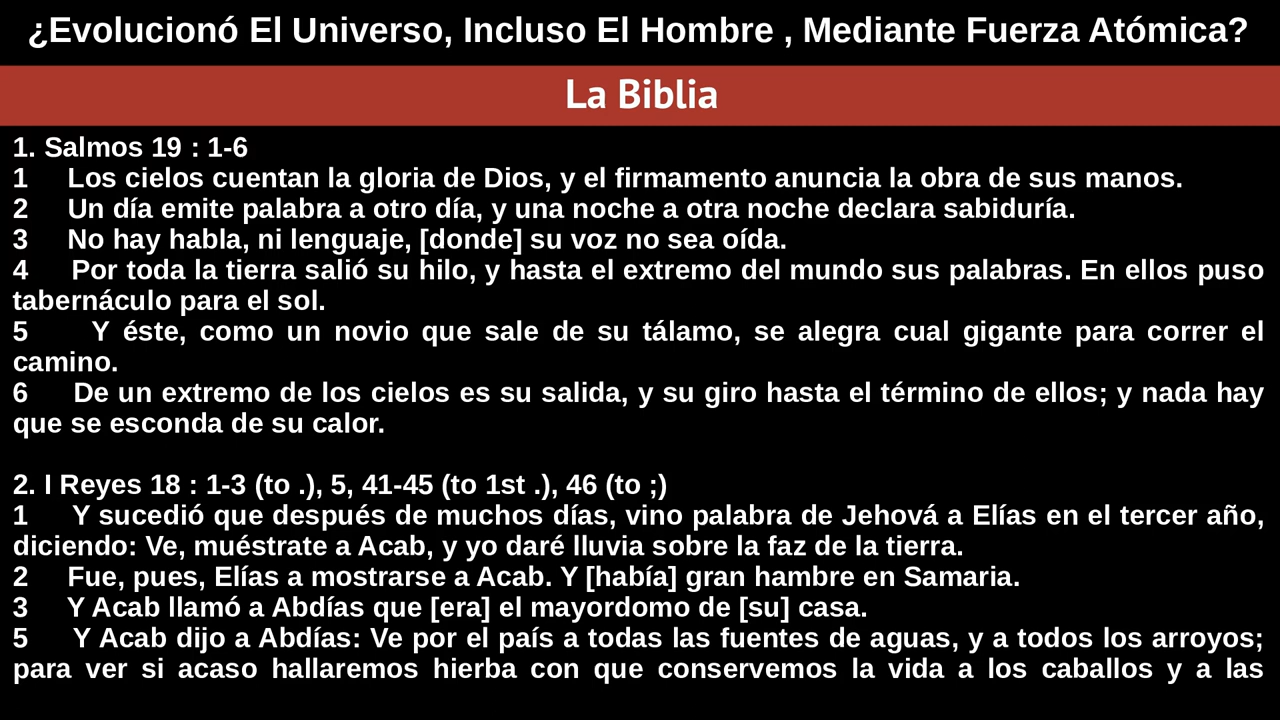 ¿Evolucionó El Universo, Incluso El Hombre , Mediante Fuerza Atómica?
La Biblia
1. Salmos 19 : 1-6
1 Los cielos cuentan la gloria de Dios, y el firmamento anuncia la obra de sus manos.
2 Un día emite palabra a otro día, y una noche a otra noche declara sabiduría.
3 No hay habla, ni lenguaje, [donde] su voz no sea oída.
4 Por toda la tierra salió su hilo, y hasta el extremo del mundo sus palabras. En ellos puso
tabernáculo para el sol.
5 Y éste, como un novio que sale de su tálamo, se alegra cual gigante para correr el
camino.
6 De un extremo de los cielos es su salida, y su giro hasta el término de ellos; y nada hay
que se esconda de su calor.
2. I Reyes 18 : 1-3 (to .), 5, 41-45 (to 1st .), 46 (to ;)
1 Y sucedió que después de muchos días, vino palabra de Jehová a Elías en el tercer año,
diciendo: Ve, muéstrate a Acab, y yo daré lluvia sobre la faz de la tierra.
2 Fue, pues, Elías a mostrarse a Acab. Y [había] gran hambre en Samaria.
3 Y Acab llamó a Abdías que [era] el mayordomo de [su] casa.
5 Y Acab dijo a Abdías: Ve por el país a todas las fuentes de aguas, y a todos los arroyos;
para ver si acaso hallaremos hierba con que conservemos la vida a los caballos y a las